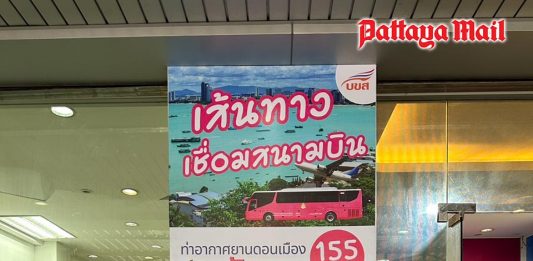 Pattaya Mail
บขส
เส้นทาง
เชื่อมสนามบิน
ท่าอากาศยานดอนเมือง
155